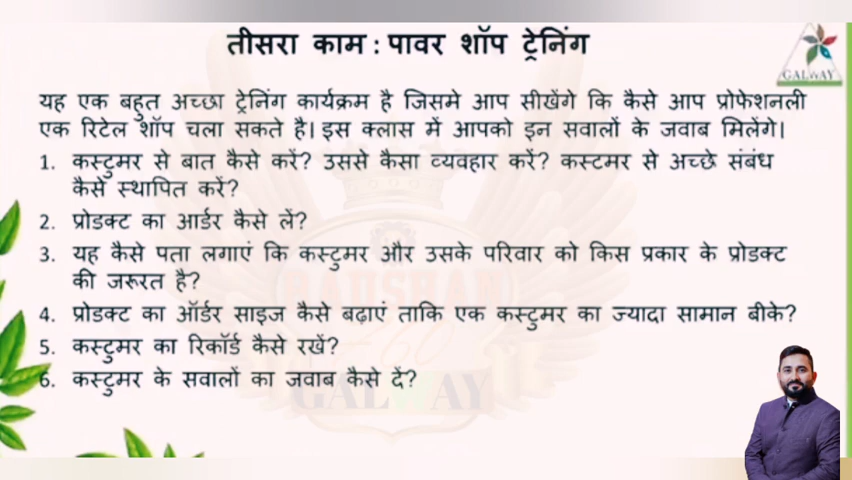 तीसरा काम : पावर शॉप ट्रेनिंग
GALWAY
यह एक बहुत अच्छा ट्रेनिंग कार्यक्रम है जिसमे आप सीखेंगे कि कैसे आप प्रोफेशनली
एक रिटेल शॉप चला सकते है। इस क्लास में आपको इन सवालों के जवाब मिलेंगे।
1. कस्टुमर से बात कैसे करें? उससे कैसा व्यवहार करें? कस्टमर से अच्छे संबंध
कैसे स्थापित करें?
2. प्रोडक्ट का आर्डर कैसे लें?
3. यह कैसे पता लगाएं कि कस्टुमर और उसके परिवार को किस प्रकार के प्रोडक्ट
की जरूरत है?
4. प्रोडक्ट का ऑर्डर साइज कैसे बढ़ाएं ताकि एक कस्टुमर का ज्यादा सामान बीके?
5. कस्टुमर का रिकॉर्ड कैसे रखें?
6. कस्टुमर के सवालों का जवाब कैसे दें?
GALWAY